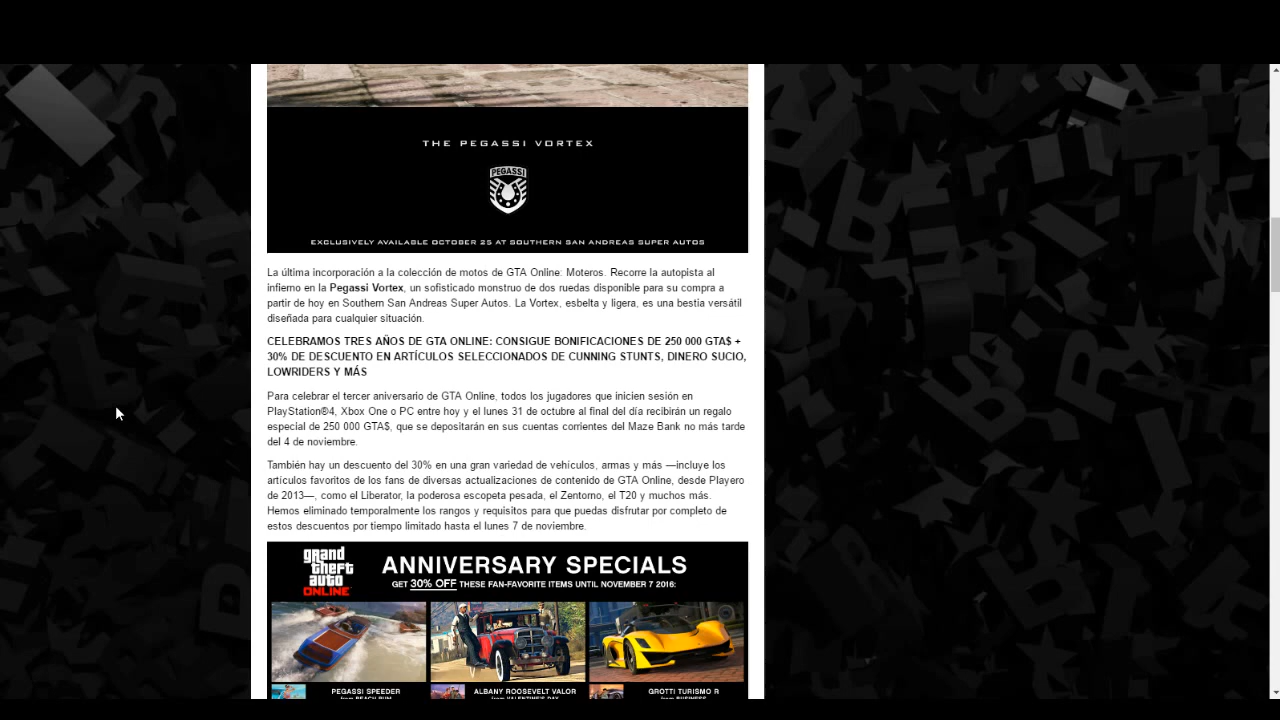 THE PEGASSI VORTEX
PEGASSI
EXCLUSIVELY AVAILABLE OCTOBER 25 AT SOUTHERN SAN ANDREAS SUPER AUTOS
La última incorporación a la colección de motos de GTA Online: Moteros. Recorre la autopista al
infierno en la Pegassi Vortex, un sofisticado monstruo de dos ruedas disponible para su compra a
partir de hoy en Southern San Andreas Super Autos. La Vortex, esbelta y ligera, es una bestia versátil
diseñada para cualquier situación.
CELEBRAMOS TRES AÑOS DE GTA ONLINE: CONSIGUE BONIFICACIONES DE 250 000 GTA$ +
30% DE DESCUENTO EN ARTÍCULOS SELECCIONADOS DE CUNNING STUNTS, DINERO SUCIO,
LOWRIDERS Y MÁS
Para celebrar el tercer aniversario de GTA Online, todos los jugadores que inicien sesión en
PlayStation®4, Xbox One o PC entre hoy y el lunes 31 de octubre al final del día recibirán un regalo
especial de 250 000 GTA$, que se depositarán en sus cuentas corrientes del Maze Bank no más tarde
del 4 de noviembre.
También hay un descuento del 30% en una gran variedad de vehículos, armas y más —incluye los
artículos favoritos de los fans de diversas actualizaciones de contenido de GTA Online, desde Playero
de 2013—, como el Liberator, la poderosa escopeta pesada, el Zentorno, el T20 y muchos más.
Hemos eliminado temporalmente los rangos y requisitos para que puedas disfrutar por completo de
estos descuentos por tiempo limitado hasta el lunes 7 de noviembre.
grand
theft
auto
ONLINE
ANNIVERSARY SPECIALS
GET 30% OFF THESE FAN-FAVORITE ITEMS UNTIL NOVEMBER 7 2016:
PEGASSI SPEEDER
ALBANY ROOSEVELT VALOR
GROTTI TURISMO R